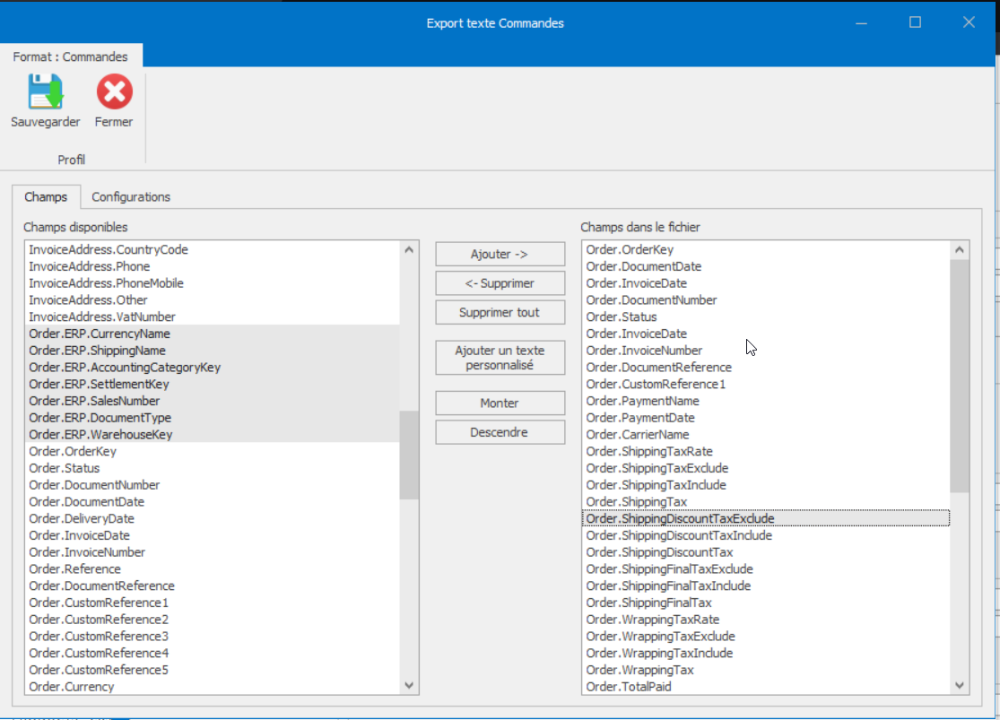 Export texte Commandes
Format : Commandes
Sauvegarder
Fermer
Profil
Champs
Configurations
Champs disponibles
InvoiceAddress.CountryCode
InvoiceAddress.Phone
InvoiceAddress.PhoneMobile
InvoiceAddress.Other
InvoiceAddress.VatNumber
Order.ERP.CurrencyName
Order.ERP.ShippingName
Order.ERP.AccountingCategoryKey
Order.ERP.SettlementKey
Order.ERP.SalesNumber
Order.ERP.DocumentType
Order.ERP.WarehouseKey
Order.OrderKey
Order.Status
Order.DocumentNumber
Order.DocumentDate
Order.DeliveryDate
Order.InvoiceDate
Order.InvoiceNumber
Order.Reference
Order.DocumentReference
Order.CustomReference1
Order.CustomReference2
Order.CustomReference3
Order.CustomReference4
Order.CustomReference5
Order.Currency
Ajouter ->
<- Supprimer
Supprimer tout
Ajouter un texte
personnalisé
Monter
Descendre
Champs dans le fichier
Order.OrderKey
Order.DocumentDate
Order.InvoiceDate
Order.DocumentNumber
Order.Status
Order.InvoiceDate
Order.InvoiceNumber
Order.DocumentReference
Order.CustomReference1
Order.PaymentName
Order.PaymentDate
Order.CarrierName
Order.ShippingTaxRate
Order.ShippingTaxExclude
Order.ShippingTaxInclude
Order.ShippingTax
Order.ShippingDiscountTaxExclude
Order.ShippingDiscountTaxInclude
Order.ShippingDiscountTax
Order.ShippingFinalTaxExclude
Order.ShippingFinalTaxInclude
Order.ShippingFinalTax
Order.WrappingTaxRate
Order.WrappingTaxExclude
Order.WrappingTaxInclude
Order.WrappingTax
Order.TotalPaid